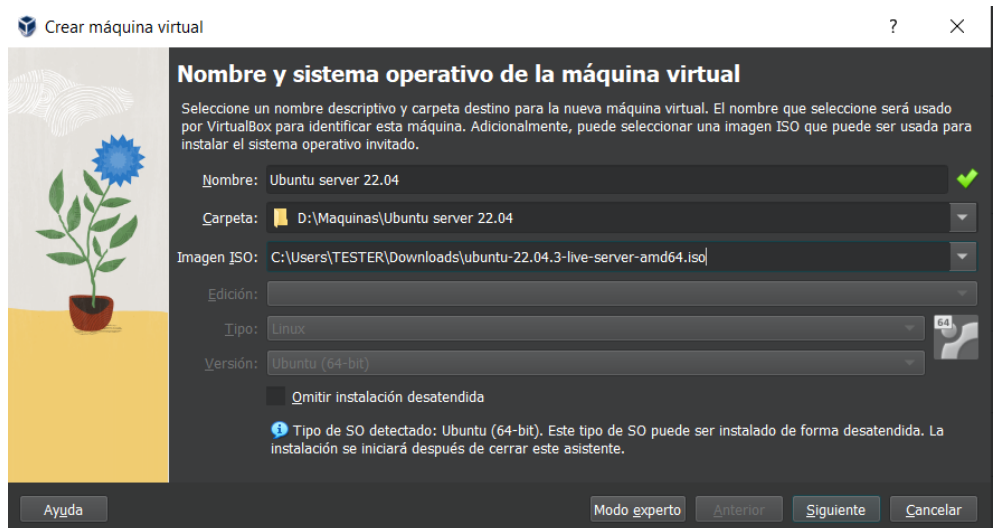 Crear máquina virtual
?
Nombre y sistema operativo de la máquina virtual
Seleccione un nombre descriptivo y carpeta destino para la nueva máquina virtual. El nombre que seleccione será usado
por VirtualBox para identificar esta máquina. Adicionalmente, puede seleccionar una imagen ISO que puede ser usada para
instalar el sistema operativo invitado.
Nombre: Ubuntu server 22.04
Carpeta: D:\Maquinas\Ubuntu server 22.04
Imagen ISO: C:\Users\TESTER\Downloads\ubuntu-22.04.3-live-server-amd64.iso
Edición:
Tipo: Linux
64
Versión: Ubuntu (64-bit)
Omitir instalación desatendida
Tipo de SO detectado: Ubuntu (64-bit). Este tipo de SO puede ser instalado de forma desatendida. La
instalación se iniciará después de cerrar este asistente.
Ayuda Modo experto Anterior Siguiente Cancelar